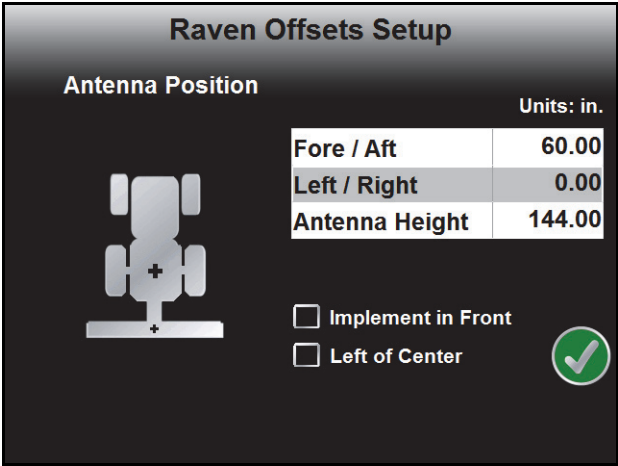 Raven Offsets Setup
Antenna Position
Units: in.
Fore / Aft 60.00
Left / Right 0.00
Antenna Height 144.00
Implement in Front
Left of Center